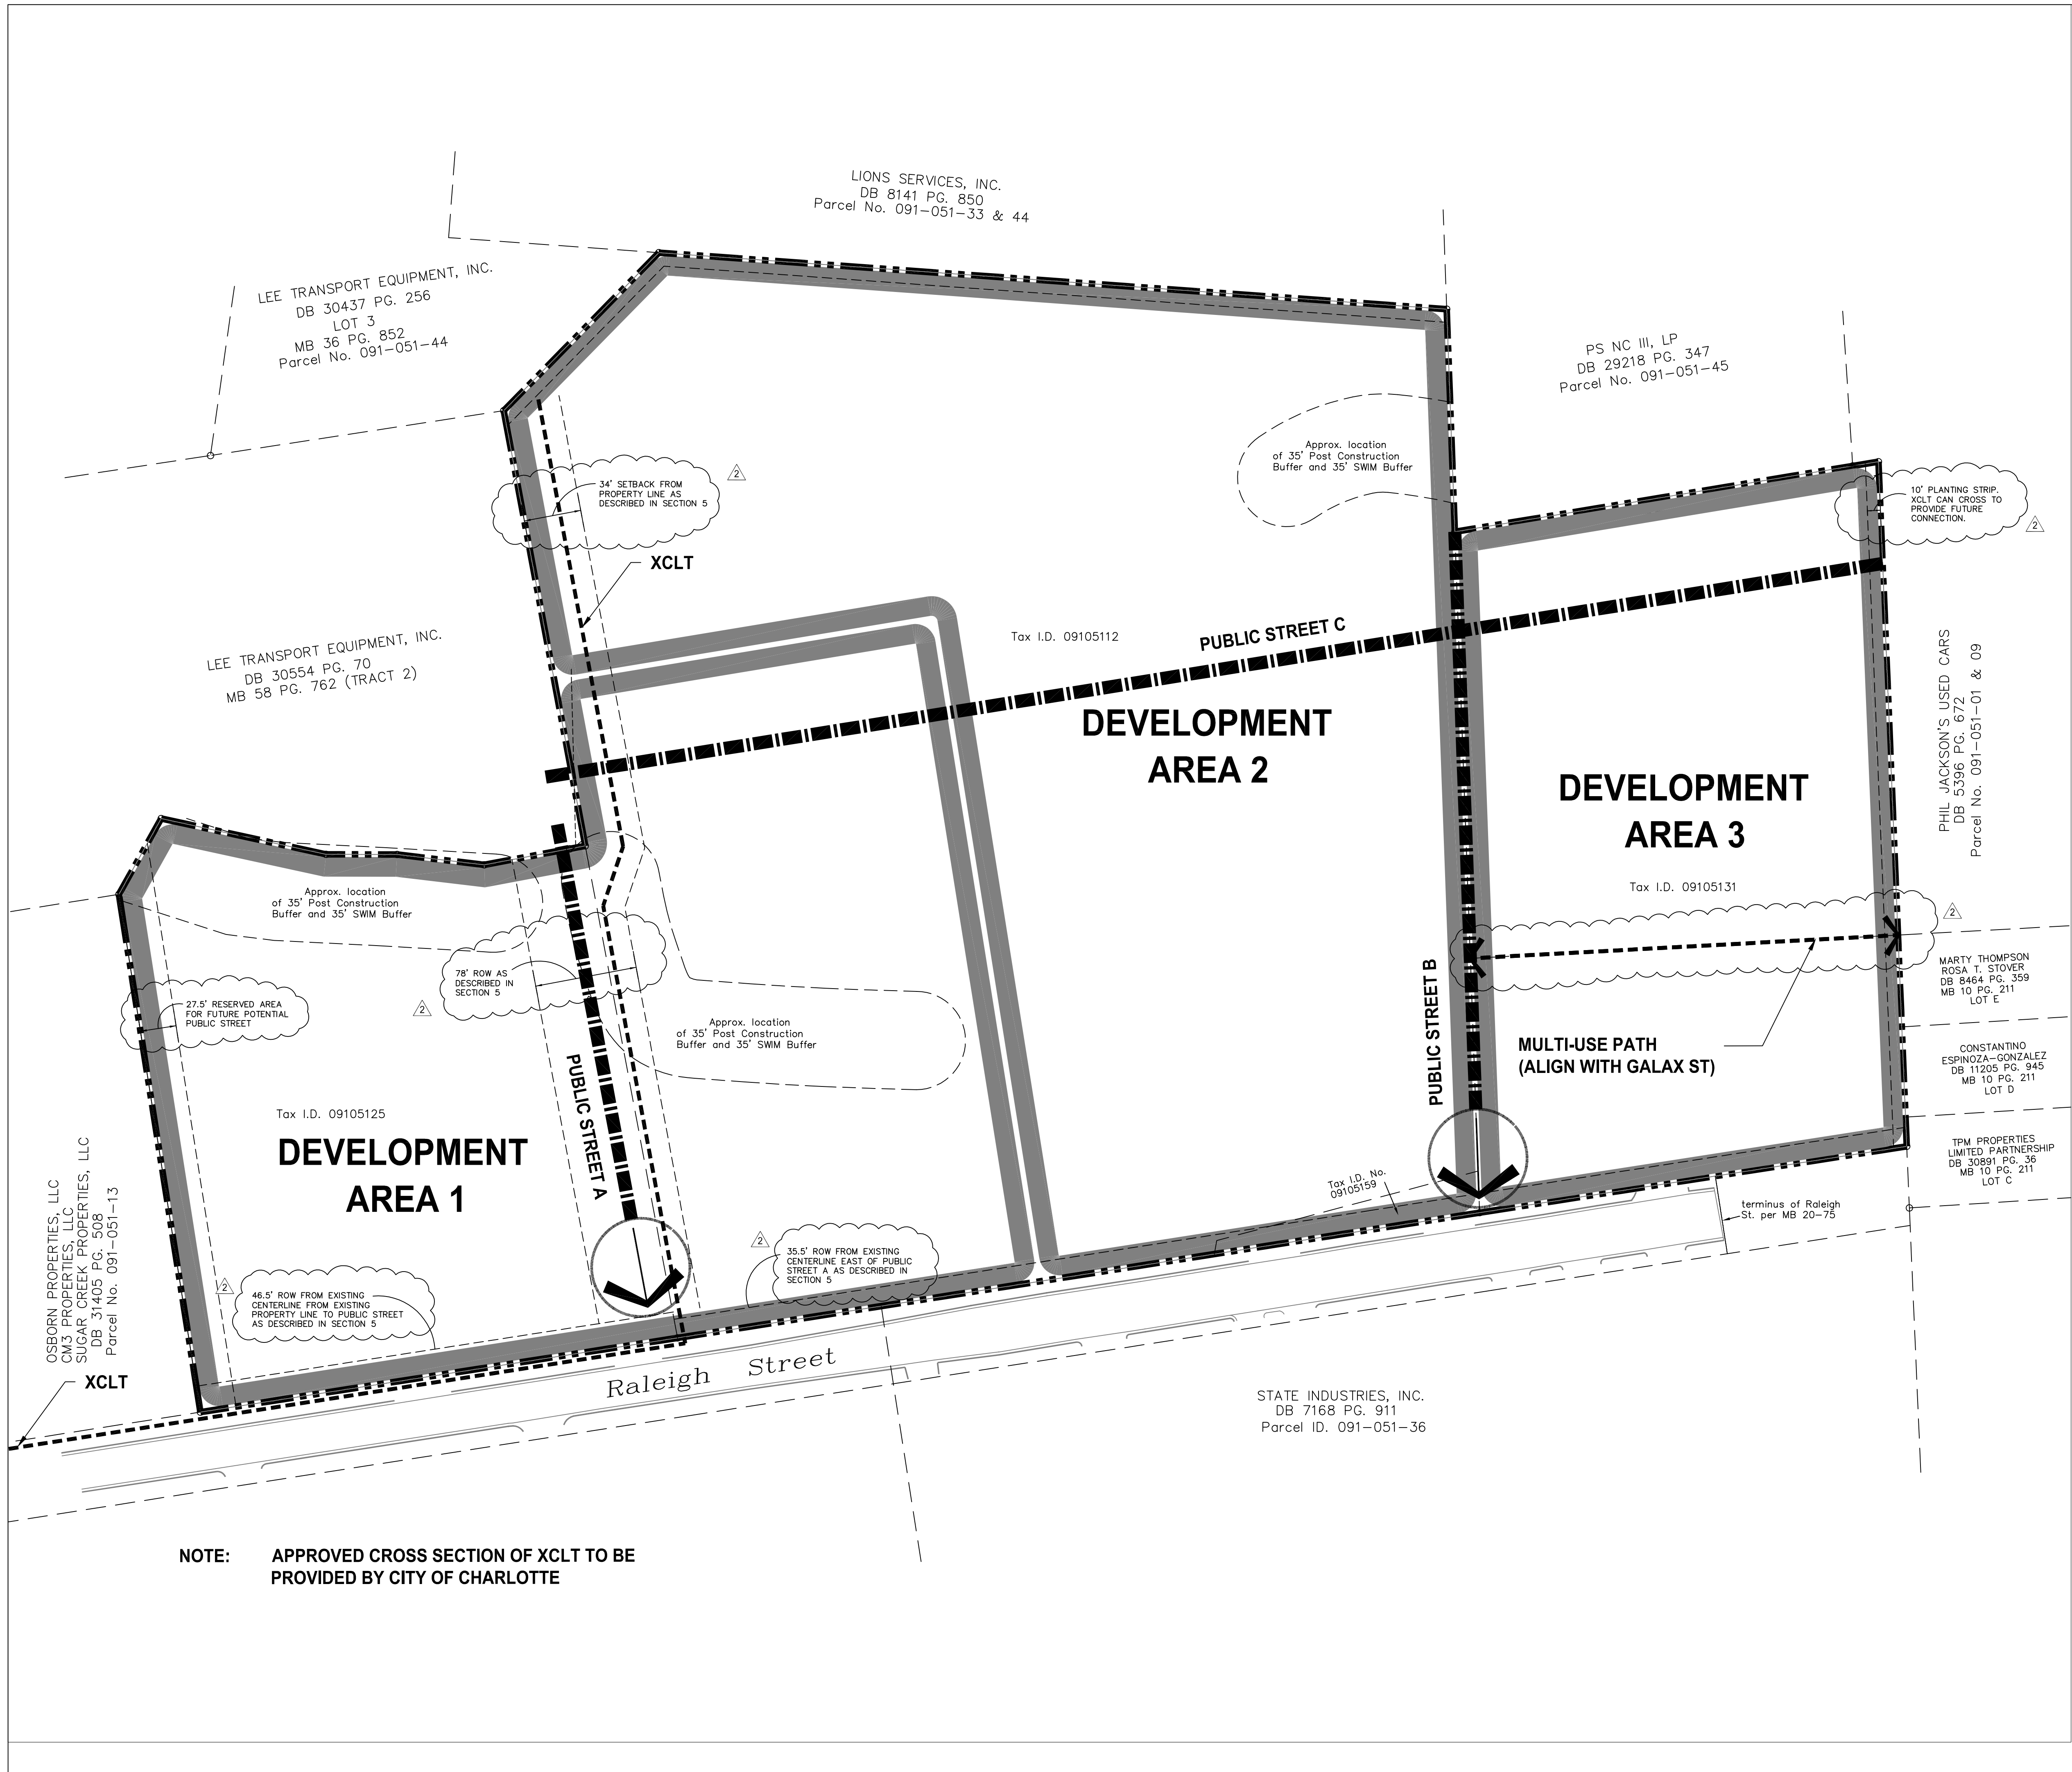 LIONS SERVICES, INC.
DB 8141 PG. 850
Parcel No. 091-051-33 & 44
LEE TRANSPORT EQUIPMENT, INC.
DB 30437 PG. 256
LOT 3
MB 36 PG. 852
Parcel No. 091-051-44
PS NC III, LP
DB 29218 PG. 347
Parcel No. 091-051-45
Approx. location
of 35' Post Construction
Buffer and 35' SWIM Buffer
34' SETBACK FROM
PROPERTY LINE AS
DESCRIBED IN SECTION 5
2
10' PLANTING STRIP.
XCLT CAN CROSS TO
PROVIDE FUTURE
CONNECTION.
2
XCLT
LEE TRANSPORT EQUIPMENT, INC.
DB 30554 PG. 70
MB 58 PG. 762 (TRACT 2)
Tax I.D. 09105112
PUBLIC STREET C
DEVELOPMENT
AREA 2
DEVELOPMENT
AREA 3
Tax I.D. 09105131
PHIL JACKSON'S USED CARS
DB 5396 PG. 672
Parcel No. 091-051-01 & 09
Approx. location
of 35' Post Construction
Buffer and 35' SWIM Buffer
2
MARTY THOMPSON
ROSA T. STOVER
DB 8464 PG. 359
MB 10 PG. 211
LOT E
78' ROW AS
DESCRIBED IN
SECTION 5
2
27.5' RESERVED AREA
FOR FUTURE POTENTIAL
PUBLIC STREET
Approx. location
of 35' Post Construction
Buffer and 35' SWIM Buffer
PUBLIC STREET A
PUBLIC STREET B
MULTI-USE PATH
(ALIGN WITH GALAX ST)
CONSTANTINO
ESPINOZA-GONZALEZ
DB 11205 PG. 945
MB 10 PG. 211
LOT D
Tax I.D. 09105125
DEVELOPMENT
AREA 1
TPM PROPERTIES
LIMITED PARTNERSHIP
DB 30891 PG. 36
MB 10 PG. 211
LOT C
Tax I.D. No.
09105159
terminus of Raleigh
St. per MB 20-75
OSBORN PROPERTIES, LLC
CM3 PROPERTIES, LLC
SUGAR CREEK PROPERTIES, LLC
DB 31405 PG. 508
Parcel No. 091-051-13
2
35.5' ROW FROM EXISTING
CENTERLINE EAST OF PUBLIC
STREET A AS DESCRIBED IN
SECTION 5
2
46.5' ROW FROM EXISTING
CENTERLINE FROM EXISTING
PROPERTY LINE TO PUBLIC STREET
AS DESCRIBED IN SECTION 5
XCLT
Raleigh Street
STATE INDUSTRIES, INC.
DB 7168 PG. 911
Parcel ID. 091-051-36
NOTE: APPROVED CROSS SECTION OF XCLT TO BE
PROVIDED BY CITY OF CHARLOTTE